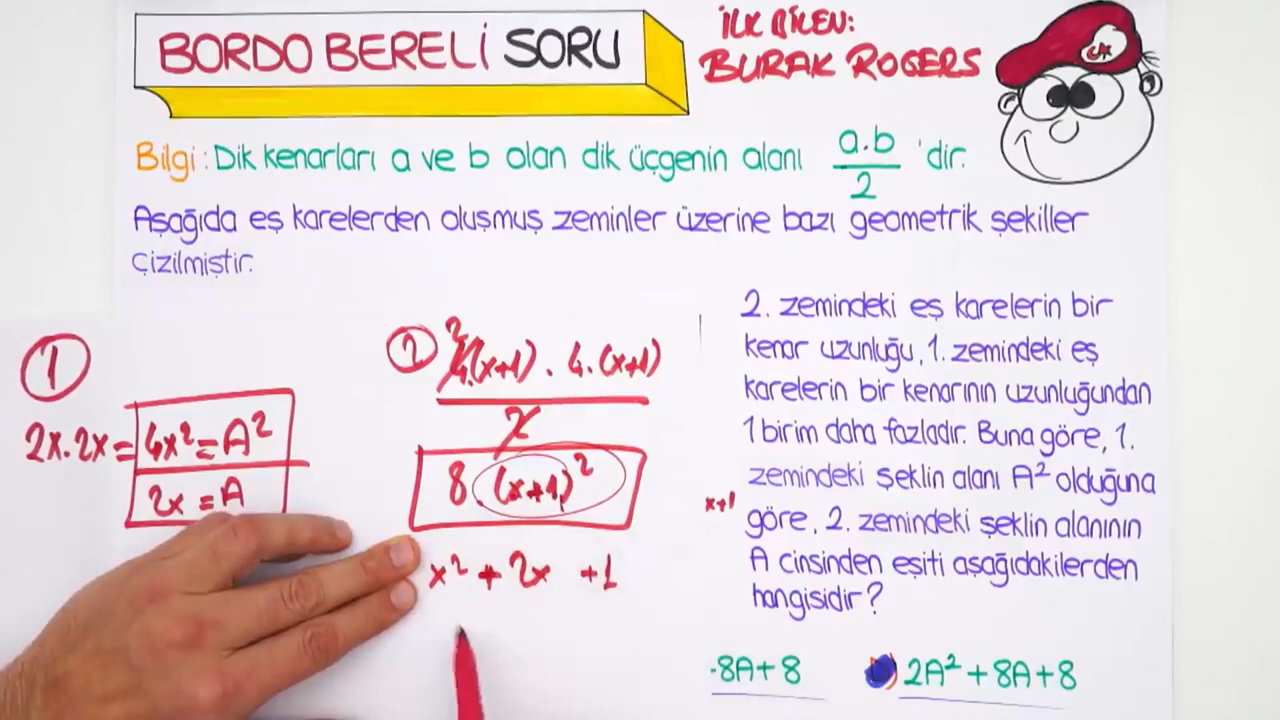 BORDO BERELİ SORU
İLK BİLEN:
BURAK ROGERS
Bilgi: Dik kenarları a ve b olan dik üçgenin alanı a.b/2 'dir.
Aşağıda eş karelerden oluşmuş zeminler üzerine bazı geometrik şekiller
çizilmiştir.
1
2x.2x = 4x² = A²
2x = A
2
2 4.(x+1) . 4.(x+1)
2
8.(x+1)²
x² + 2x +1
2. zemindeki eş karelerin bir
kenar uzunluğu, 1. zemindeki eş
karelerin bir kenarının uzunluğundan
1 birim daha fazladır. Buna göre, 1.
zemindeki şeklin alanı A² olduğuna
x+1
göre, 2. zemindeki şeklin alanının
A cinsinden eşiti aşağıdakilerden
hangisidir?
-8A+8
2A² + 8A + 8